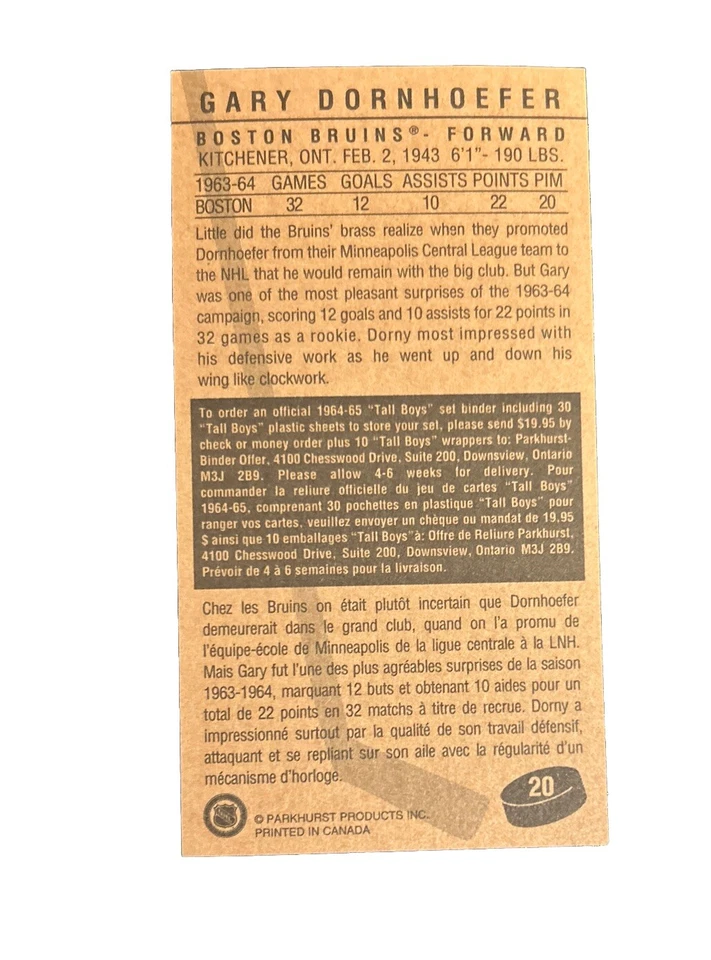 GARY DORNHOEFER
BOSTON BRUINS®- FORWARD
KITCHENER, ONT. FEB. 2, 1943 6'1"- 190 LBS.
1963-64 GAMES GOALS ASSISTS POINTS PIM
BOSTON 32 12 10 22 20
Little did the Bruins' brass realize when they promoted
Dornhoefer from their Minneapolis Central League team to
the NHL that he would remain with the big club. But Gary
was one of the most pleasant surprises of the 1963-64
campaign, scoring 12 goals and 10 assists for 22 points in
32 games as a rookie. Dorny most impressed with
his defensive work as he went up and down his
wing like clockwork.
To order an official 1964-65 "Tall Boys" set binder including 30
"Tall Boys" plastic sheets to store your set, please send $19.95 by
check or money order plus 10 "Tall Boys" wrappers to: Parkhurst-
Binder Offer, 4100 Chesswood Drive, Suite 200, Downsview, Ontario
M3J 2B9. Please allow 4-6 weeks for delivery. Pour
commander la reliure officielle du jeu de cartes "Tall Boys"
1964-65, comprenant 30 pochettes en plastique "Tall Boys" pour
ranger vos cartes, veuillez envoyer un chèque ou mandat de 19,95
$ ainsi que 10 emballages "Tall Boys"à: Offre de Reliure Parkhurst,
4100 Chesswood Drive, Suite 200, Downsview, Ontario M3J 2B9.
Prévoir de 4 à 6 semaines pour la livraison.
Chez les Bruins on était plutôt incertain que Dornhoefer
demeurerait dans le grand club, quand on l'a promu de
l'équipe-école de Minneapolis de la ligue centrale à la LNH.
Mais Gary fut l'une des plus agréables surprises de la saison
1963-1964, marquant 12 buts et obtenant 10 aides pour un
total de 22 points en 32 matchs à titre de recrue. Dorny a
impressionné surtout par la qualité de son travail défensif,
attaquant et se repliant sur son aile avec la régularité d'un
mécanisme d'horloge.
20
NHL
© PARKHURST PRODUCTS INC.
PRINTED IN CANADA